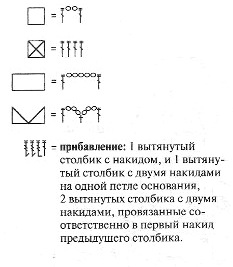 = прибавление: 1 вытянутый
столбик с накидом, и 1 вытяну-
тый столбик с двумя накидами
на одной петле основания,
2 вытянутых столбика с двумя
накидами, провязанные со-
ответственно в первый накид
предыдущего столбика.